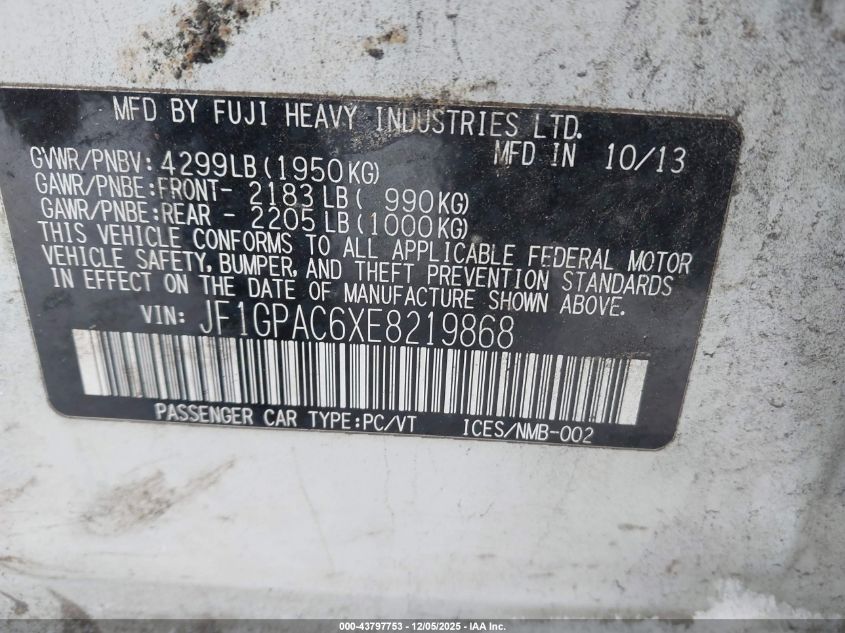 MFD BY FUJI HEAVY INDUSTRIES LTD.
MFD IN 10/13
GVWR/PNBV: 4299LB(1950KG)
GAWR/PNBE:FRONT- 2183LB( 990KG)
GAWR/PNBE:REAR - 2205LB(1000KG)
THIS VEHICLE CONFORMS TO ALL APPLICABLE FEDERAL MOTOR
VEHICLE SAFETY, BUMPER, AND THEFT PREVENTION STANDARDS
IN EFFECT ON THE DATE OF MANUFACTURE SHOWN ABOVE.
VIN: JF1GPAC6XE8219868
PASSENGER CAR TYPE:PC/VT ICES/NMB-002
000-43797753 - 12/05/2025 - IAA Inc.